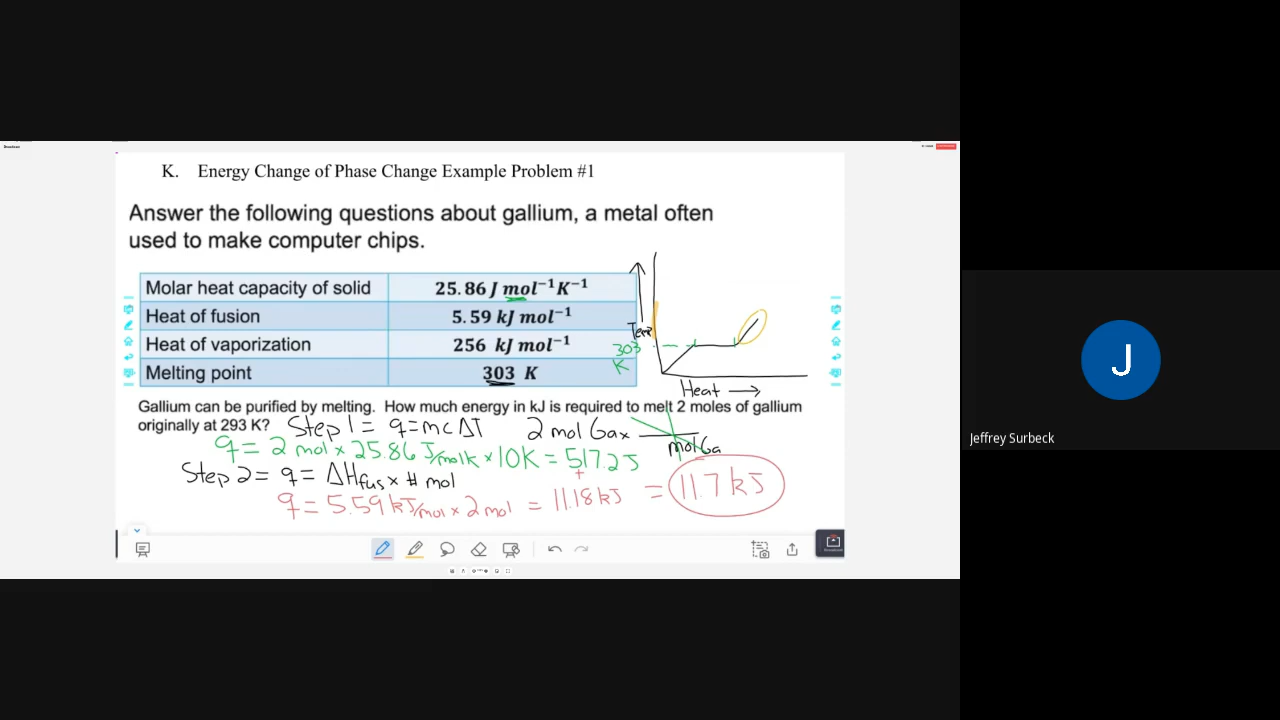 K. Energy Change of Phase Change Example Problem #1
Answer the following questions about gallium, a metal often
used to make computer chips.
Molar heat capacity of solid 25.86 J mol⁻¹K⁻¹
Heat of fusion 5.59 kJ mol⁻¹
Heat of vaporization 256 kJ mol⁻¹
Melting point 303 K
Temp
303
K
Heat →
Gallium can be purified by melting. How much energy in kJ is required to melt 2 moles of gallium
originally at 293 K? Step 1 = q=mcΔT 2 mol Ga x
mol Ga
q = 2 mol x 25.86 J/molK x 10K = 517.2J
Step 2 = q = ΔHfus x # mol
+
q = 5.59 kJ/mol x 2 mol = 11.18 kJ = 11.7 kJ
J
Jeffrey Surbeck